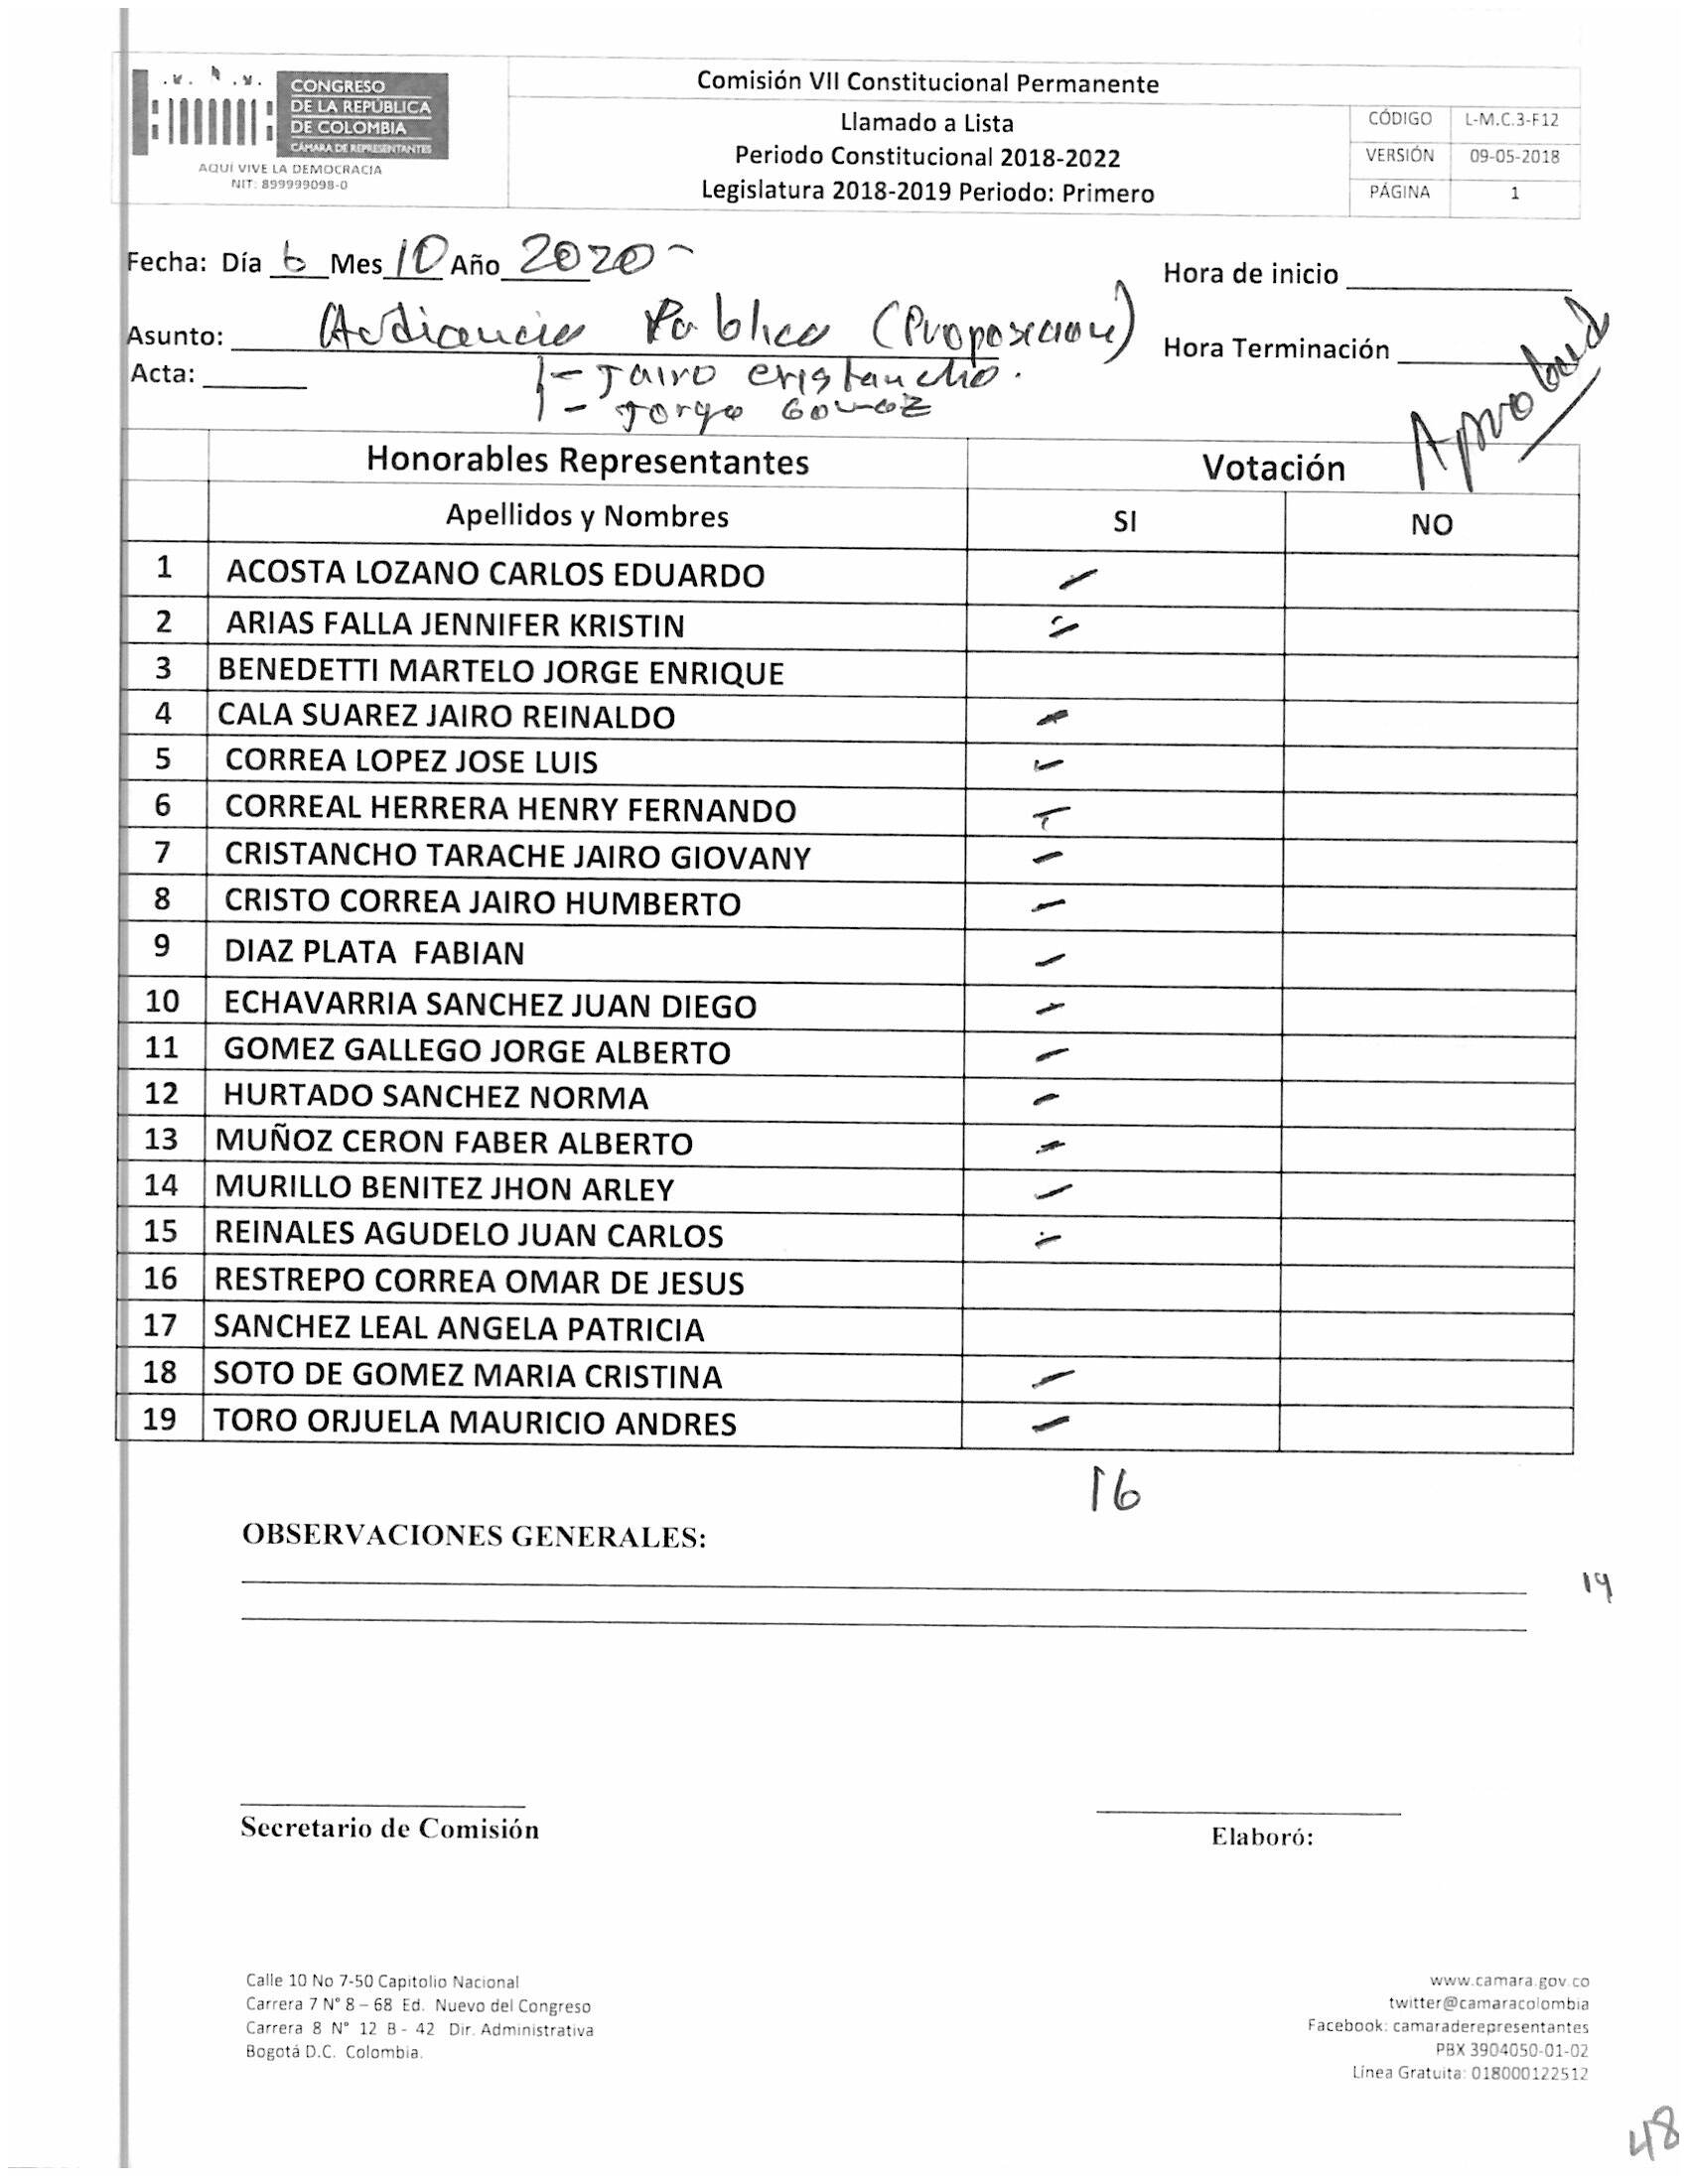 CONGRESO
DE LA REPÚBLICA
DE COLOMBIA
CÁMARA DE REPRESENTANTES
AQUÍ VIVE LA DEMOCRACIA
NIT: 899999098-0
Comisión VII Constitucional Permanente
Llamado a Lista
Periodo Constitucional 2018-2022
Legislatura 2018-2019 Periodo: Primero
CÓDIGO L-M.C.3-F12
VERSIÓN 09-05-2018
PÁGINA 1
Fecha: Día 6 Mes 10 Año 2020
Hora de inicio
Asunto: Audiencia Publica (Proposicion)
Hora Terminación
Acta:
- Jairo cristancho.
- Jorge Gomez
Aprobada
Honorables Representantes Votación
Apellidos y Nombres SI NO
1 ACOSTA LOZANO CARLOS EDUARDO
2 ARIAS FALLA JENNIFER KRISTIN
3 BENEDETTI MARTELO JORGE ENRIQUE
4 CALA SUAREZ JAIRO REINALDO
5 CORREA LOPEZ JOSE LUIS
6 CORREAL HERRERA HENRY FERNANDO
7 CRISTANCHO TARACHE JAIRO GIOVANY
8 CRISTO CORREA JAIRO HUMBERTO
9 DIAZ PLATA FABIAN
10 ECHAVARRIA SANCHEZ JUAN DIEGO
11 GOMEZ GALLEGO JORGE ALBERTO
12 HURTADO SANCHEZ NORMA
13 MUÑOZ CERON FABER ALBERTO
14 MURILLO BENITEZ JHON ARLEY
15 REINALES AGUDELO JUAN CARLOS
16 RESTREPO CORREA OMAR DE JESUS
17 SANCHEZ LEAL ANGELA PATRICIA
18 SOTO DE GOMEZ MARIA CRISTINA
19 TORO ORJUELA MAURICIO ANDRES
16
OBSERVACIONES GENERALES:
19
Secretario de Comisión
Elaboró:
Calle 10 No 7-50 Capitolio Nacional
Carrera 7 N° 8 – 68 Ed. Nuevo del Congreso
Carrera 8 N° 12 B - 42 Dir. Administrativa
Bogotá D.C. Colombia.
www.camara.gov.co
twitter@camaracolombia
Facebook: camaraderepresentantes
PBX 3904050-01-02
Línea Gratuita: 018000122512
48